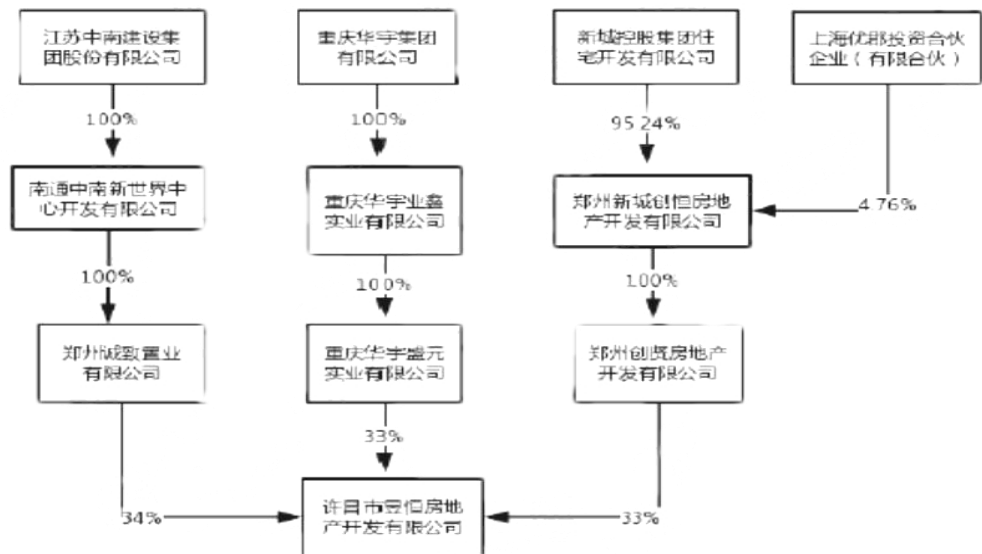 江苏中南建设集
团股份有限公司
重庆华宇集团
有限公司
新城控股集团住
宅开发有限公司
上海优郡投资合伙
企业（有限合伙）
100%
100%
95.24%
南通中南新世界中
心开发有限公司
重庆华宇业鑫
实业有限公司
郑州新城创恒房地
产开发有限公司
4.76%
100%
100%
100%
郑州诚致置业
有限公司
重庆华宇盛元
实业有限公司
郑州创贤房地产
开发有限公司
33%
34%
许昌市昱恒房地
产开发有限公司
33%